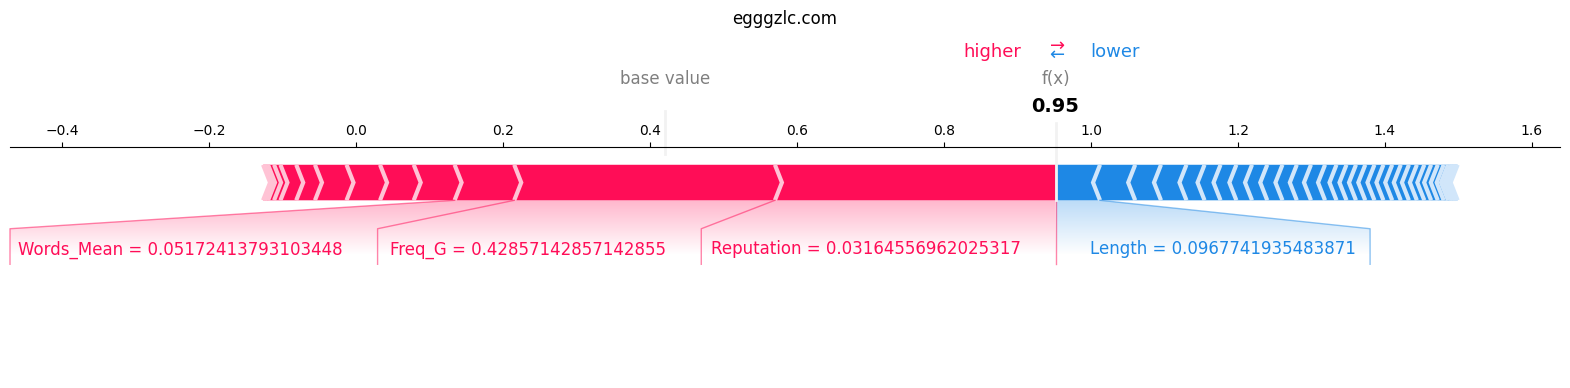 egggzlc.com
higher ⇄ lower
base value f(x)
0.95
−0.4 −0.2 0.0 0.2 0.4 0.6 0.8 1.0 1.2 1.4 1.6
Words_Mean = 0.05172413793103448 Freq_G = 0.42857142857142855 Reputation = 0.03164556962025317 Length = 0.0967741935483871